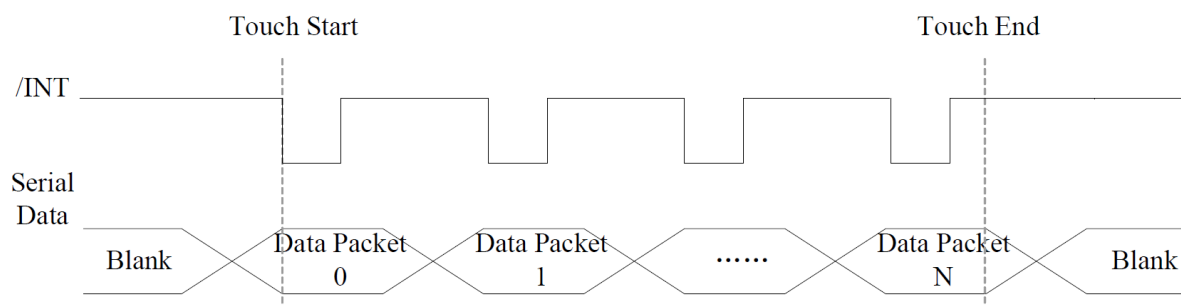 Touch Start
Touch End
/INT
Serial
Data
Blank
Data Packet
0
Data Packet
1
……
Data Packet
N
Blank